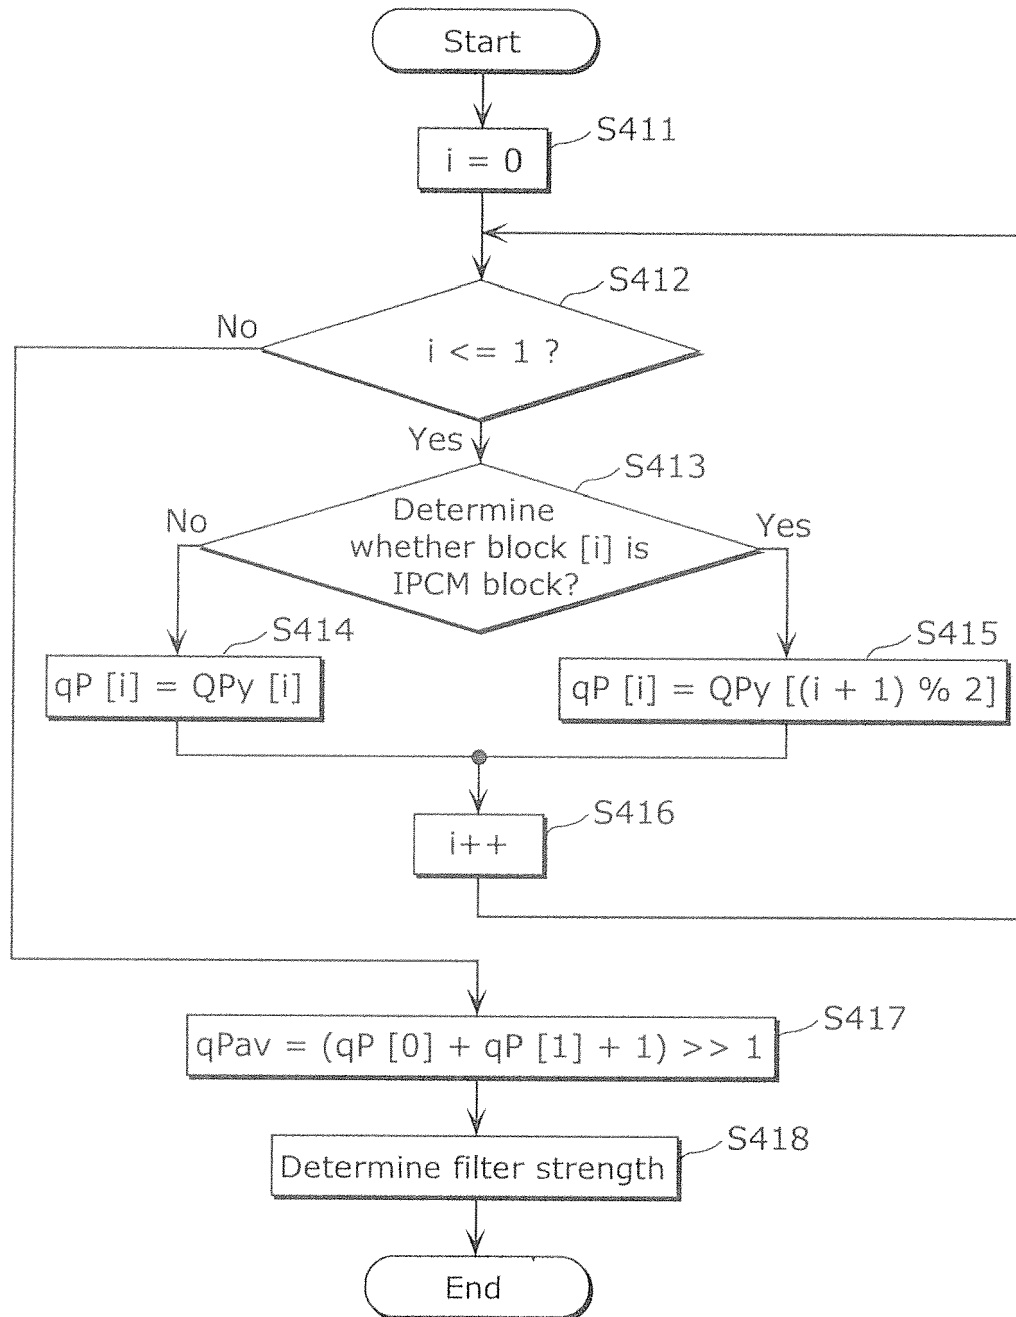 Start
S411
i = 0
S412
No
i <= 1 ?
Yes
S413
No
Determine
whether block [i] is
IPCM block?
Yes
S414
qP [i] = QPy [i]
S415
qP [i] = QPy [(i + 1) % 2]
S416
i++
S417
qPav = (qP [0] + qP [1] + 1) >> 1
S418
Determine filter strength
End